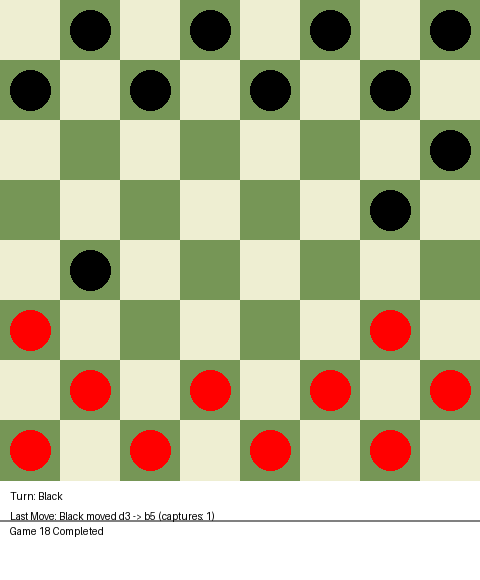 Turn: Black
Last Move: Black moved d3 -> b5 (captures: 1)
Game 18 Completed